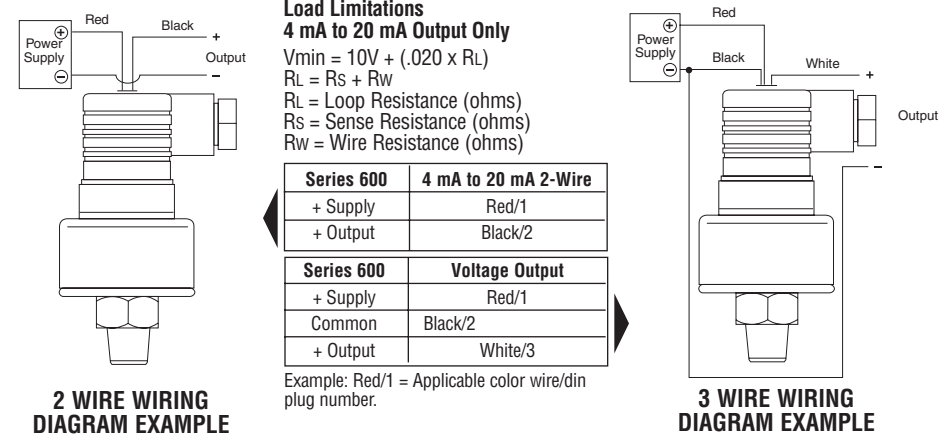 Red
Black
+
Power
Supply
+
−
Output
−
2 WIRE WIRING
DIAGRAM EXAMPLE
Load Limitations
4 mA to 20 mA Output Only
Vmin = 10V + (.020 x RL)
RL = RS + RW
RL = Loop Resistance (ohms)
RS = Sense Resistance (ohms)
RW = Wire Resistance (ohms)
Series 600 4 mA to 20 mA 2-Wire
+ Supply Red/1
+ Output Black/2
Series 600 Voltage Output
+ Supply Red/1
Common Black/2
+ Output White/3
Example: Red/1 = Applicable color wire/din
plug number.
Red
+
Power
Supply
−
Black
White
+
Output
−
3 WIRE WIRING
DIAGRAM EXAMPLE